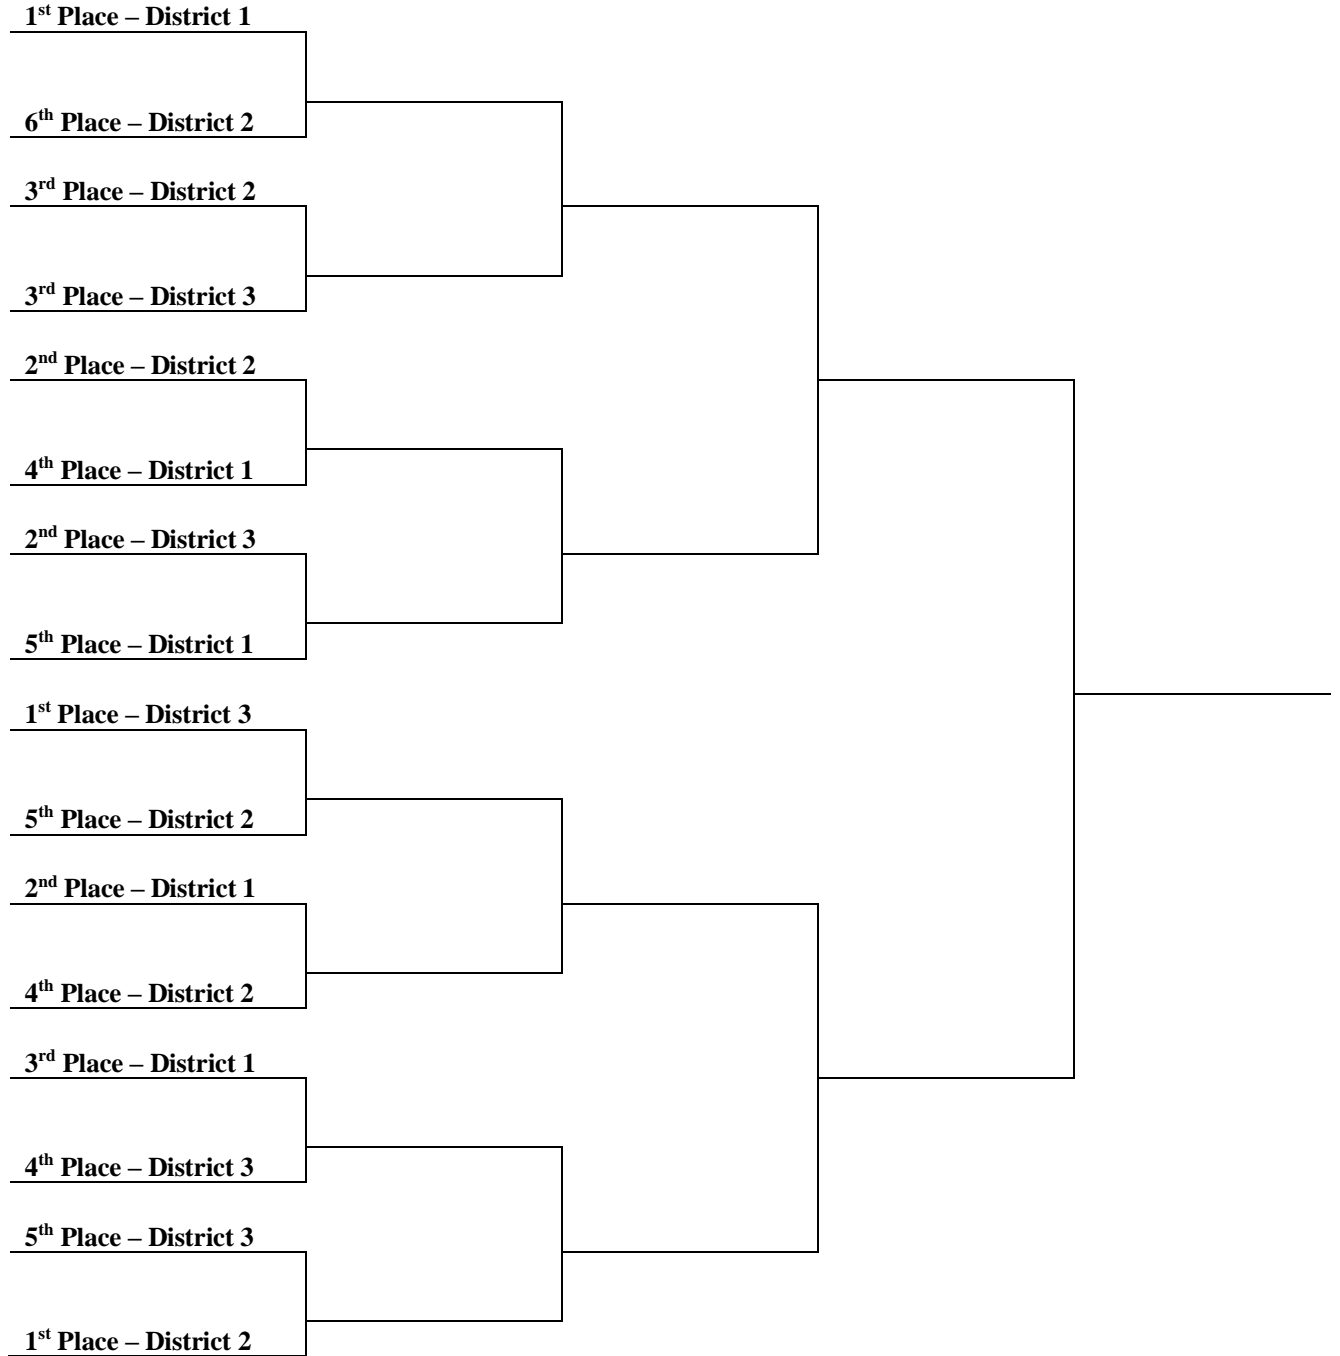 1st Place – District 1
6th Place – District 2
3rd Place – District 2
3rd Place – District 3
2nd Place – District 2
4th Place – District 1
2nd Place – District 3
5th Place – District 1
1st Place – District 3
5th Place – District 2
2nd Place – District 1
4th Place – District 2
3rd Place – District 1
4th Place – District 3
5th Place – District 3
1st Place – District 2